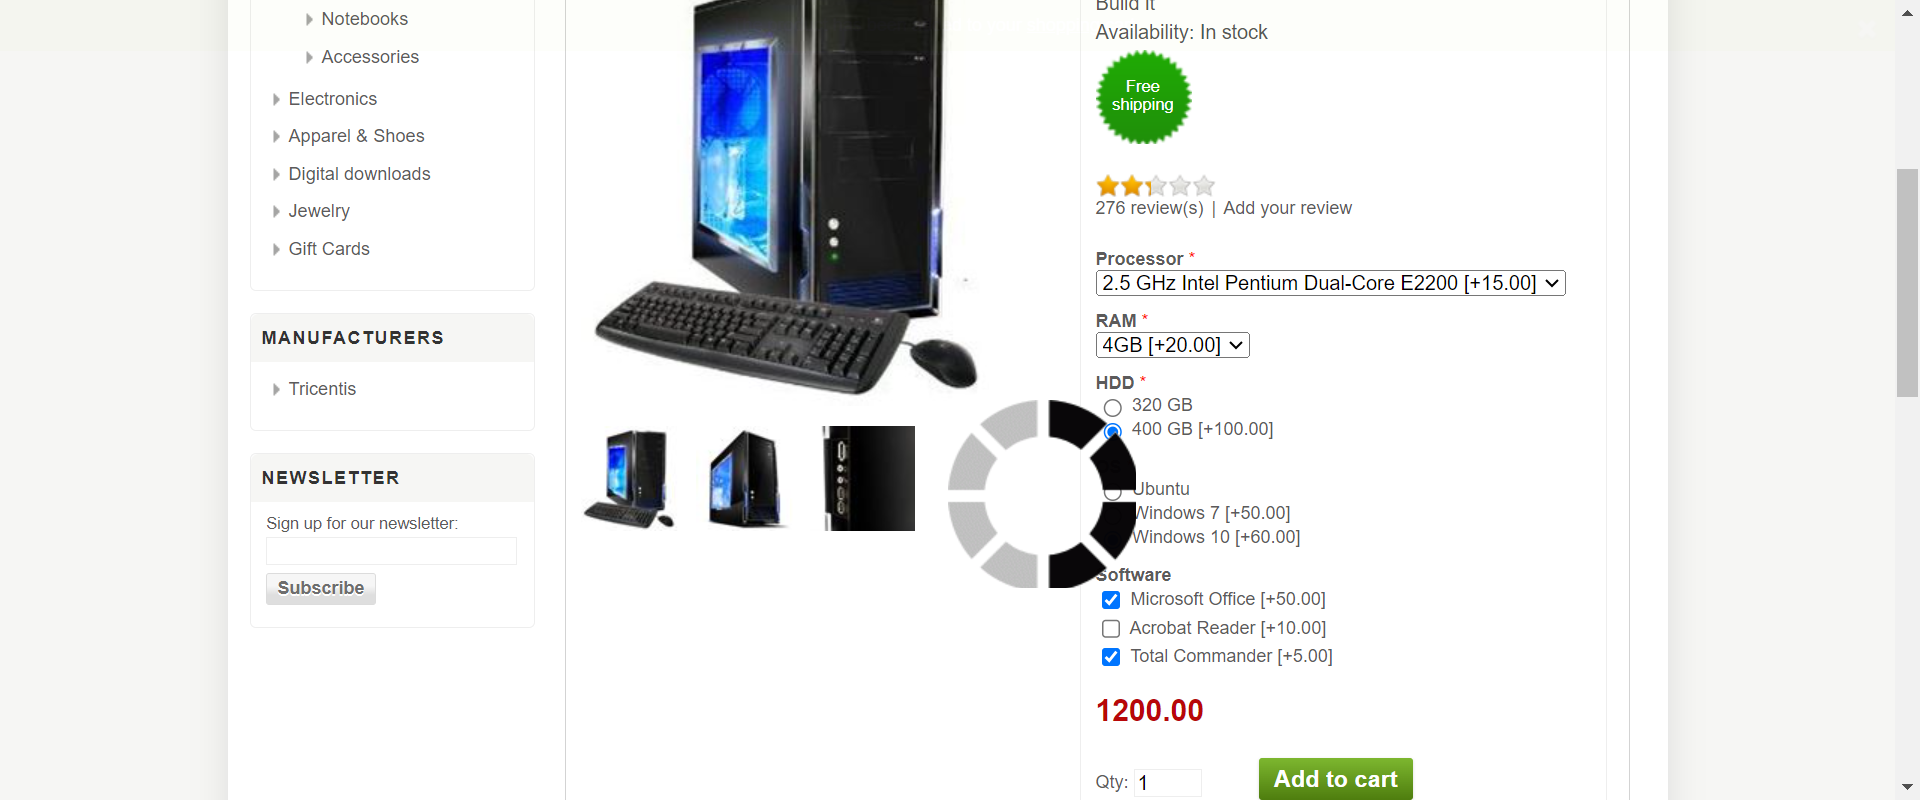 Notebooks
Accessories
Electronics
Apparel & Shoes
Digital downloads
Jewelry
Gift Cards
MANUFACTURERS
Tricentis
NEWSLETTER
Sign up for our newsletter:
Subscribe
Build it
Availability: In stock
Free
shipping
276 review(s) | Add your review
Processor *
2.5 GHz Intel Pentium Dual-Core E2200 [+15.00]
RAM *
4GB [+20.00]
HDD *
320 GB
400 GB [+100.00]
Ubuntu
Windows 7 [+50.00]
Windows 10 [+60.00]
Software
Microsoft Office [+50.00]
Acrobat Reader [+10.00]
Total Commander [+5.00]
1200.00
Qty: 1
Add to cart